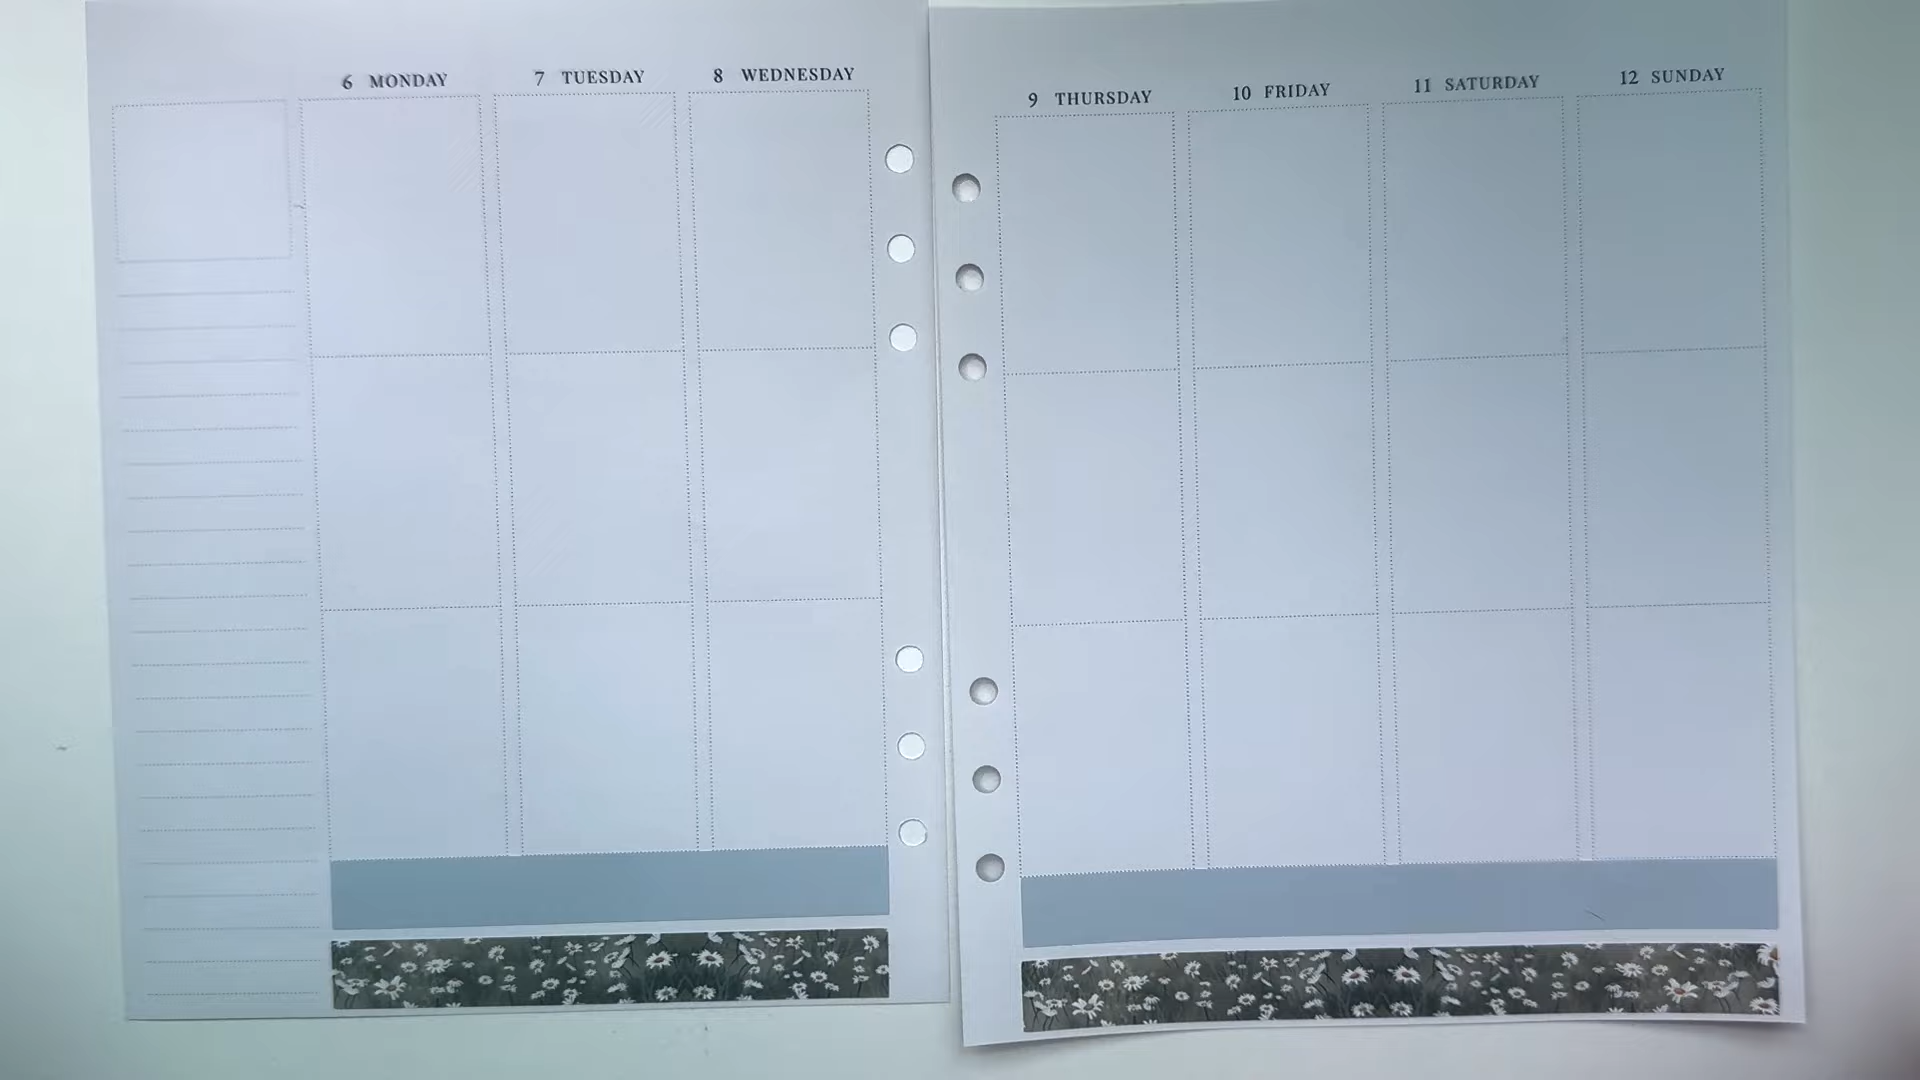 6 MONDAY
7 TUESDAY
8 WEDNESDAY
9 THURSDAY
10 FRIDAY
11 SATURDAY
12 SUNDAY